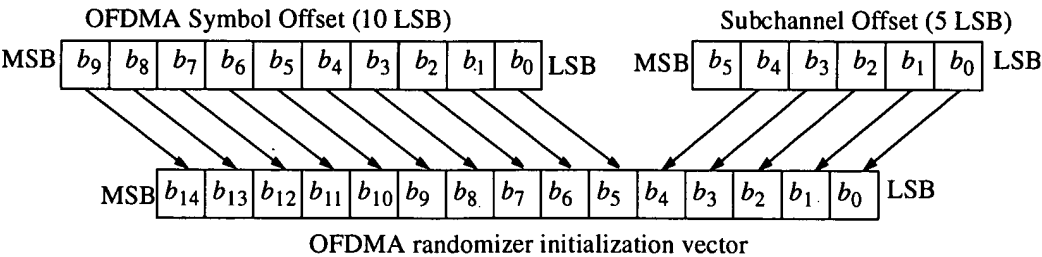 OFDMA Symbol Offset (10 LSB) Subchannel Offset (5 LSB)
MSB b9 b8 b7 b6 b5 b4 b3 b2 b1 b0 LSB MSB b5 b4 b3 b2 b1 b0 LSB
MSB b14 b13 b12 b11 b10 b9 b8 b7 b6 b5 b4 b3 b2 b1 b0 LSB
OFDMA randomizer initialization vector